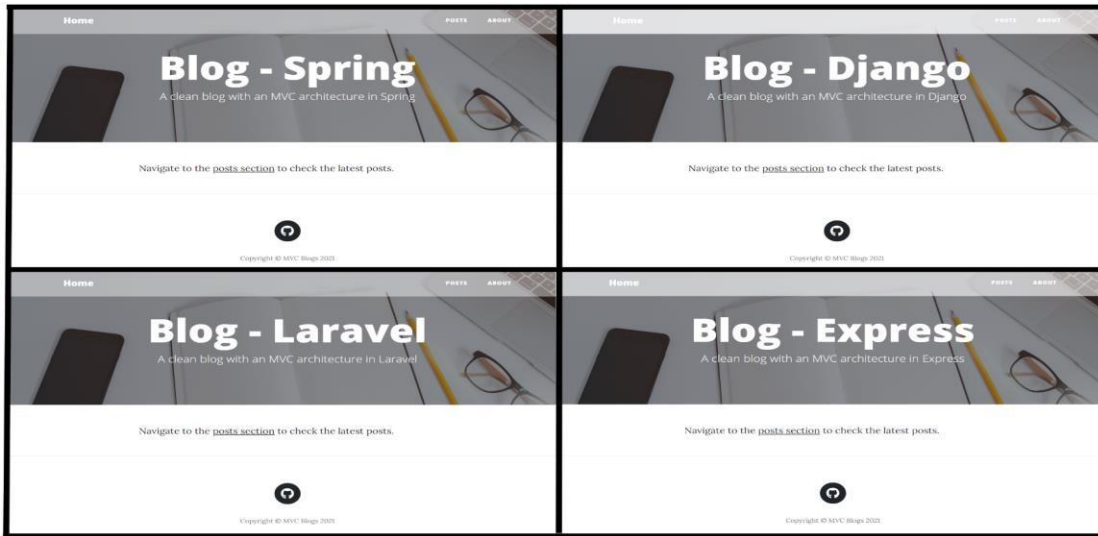 Home POSTS ABOUT
Blog - Spring
A clean blog with an MVC architecture in Spring
Navigate to the posts section to check the latest posts.
Copyright © MVC Blogs 2021
Home POSTS ABOUT
Blog - Django
A clean blog with an MVC architecture in Django
Navigate to the posts section to check the latest posts.
Copyright © MVC Blogs 2021
Home POSTS ABOUT
Blog - Laravel
A clean blog with an MVC architecture in Laravel
Navigate to the posts section to check the latest posts.
Copyright © MVC Blogs 2021
Home POSTS ABOUT
Blog - Express
A clean blog with an MVC architecture in Express
Navigate to the posts section to check the latest posts.
Copyright © MVC Blogs 2021